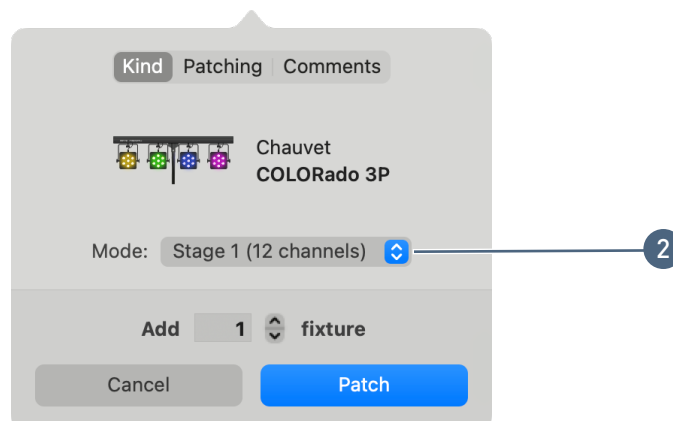 Kind Patching Comments
Chauvet
COLORado 3P
Mode: Stage 1 (12 channels)
2
Add 1 fixture
Cancel Patch